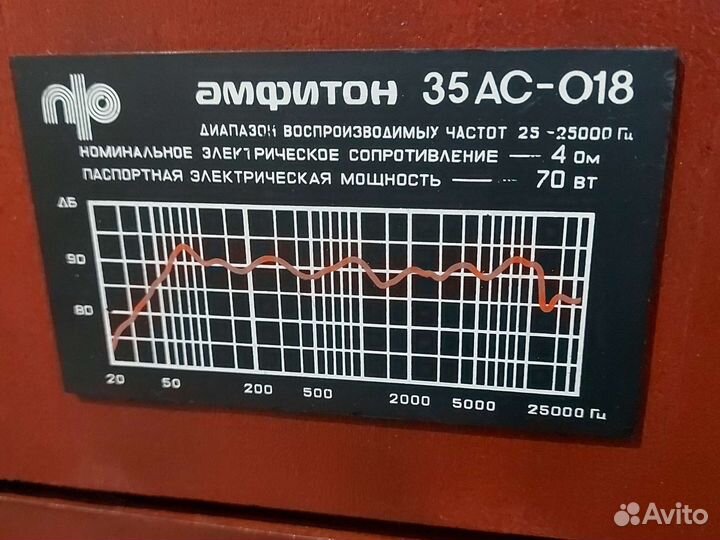 амфитон 35АС-018
ДИАПАЗОН ВОСПРОИЗВОДИМЫХ ЧАСТОТ 25 -25000 Гц
НОМИНАЛЬНОЕ ЭЛЕКТРИЧЕСКОЕ СОПРОТИВЛЕНИЕ — 4 Ом
ПАСПОРТНАЯ ЭЛЕКТРИЧЕСКАЯ МОЩНОСТЬ — 70 ВТ
ДБ
90
80
20 50 200 500 2000 5000 25000 Гц
Avito